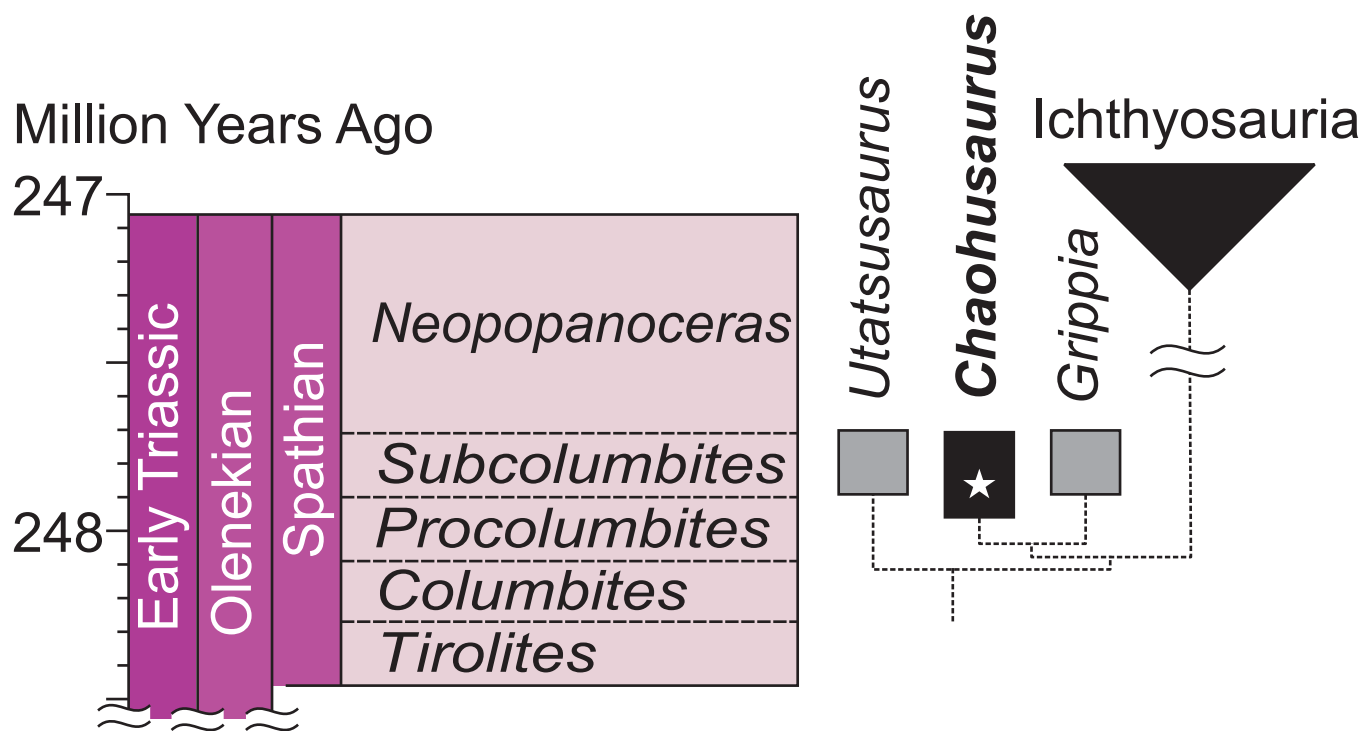 Million Years Ago
247
248
Early Triassic
Olenekian
Spathian
Neopopanoceras
Subcolumbites
Procolumbites
Columbites
Tirolites
Utatsusaurus
Chaohusaurus
Grippia
Ichthyosauria